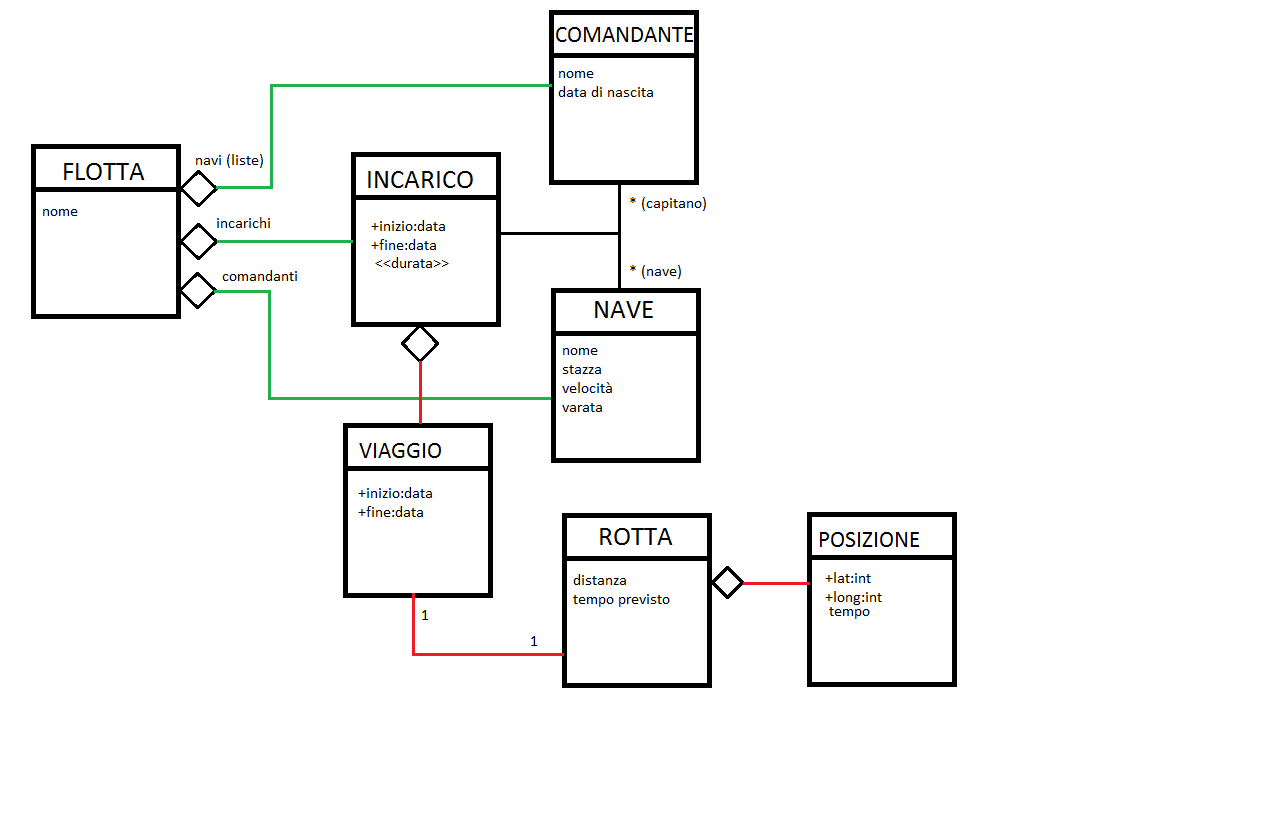 COMANDANTE
nome
data di nascita
navi (liste)
FLOTTA
nome
incarichi
comandanti
INCARICO
+inizio:data
+fine:data
<<durata>>
* (capitano)
* (nave)
NAVE
nome
stazza
velocità
varata
VIAGGIO
+inizio:data
+fine:data
1
1
ROTTA
distanza
tempo previsto
POSIZIONE
+lat:int
+long:int
tempo